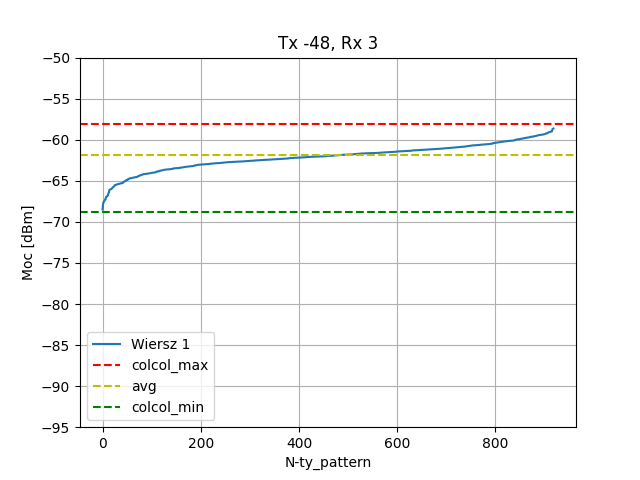 Tx -48, Rx 3
−50
−55
−60
−65
−70
−75
−80
−85
−90
−95
Moc [dBm]
Wiersz 1
colcol_max
avg
colcol_min
0 200 400 600 800
N-ty_pattern